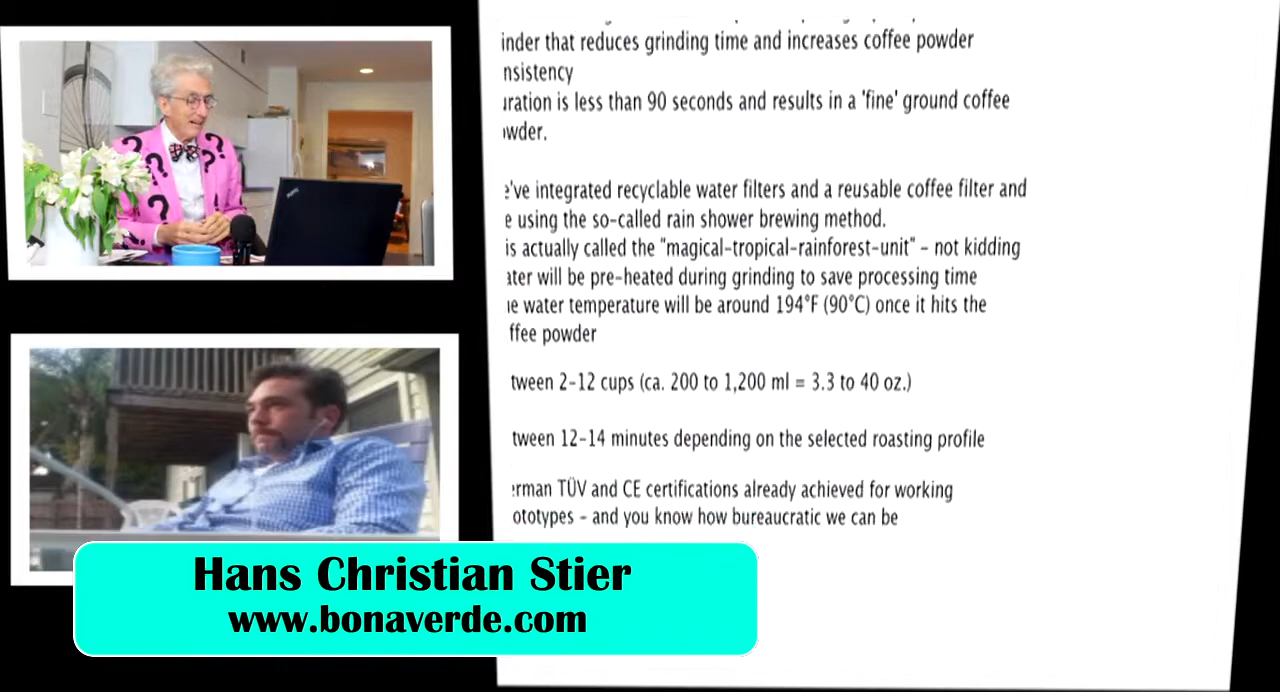 inder that reduces grinding time and increases coffee powder
nsistency
ration is less than 90 seconds and results in a 'fine' ground coffee
wder.
e've integrated recyclable water filters and a reusable coffee filter and
e using the so-called rain shower brewing method.
is actually called the "magical-tropical-rainforest-unit" - not kidding
ater will be pre-heated during grinding to save processing time
e water temperature will be around 194°F (90°C) once it hits the
ffee powder
tween 2-12 cups (ca. 200 to 1,200 ml = 3.3 to 40 oz.)
tween 12-14 minutes depending on the selected roasting profile
rman TÜV and CE certifications already achieved for working
ototypes - and you know how bureaucratic we can be
Hans Christian Stier
www.bonaverde.com